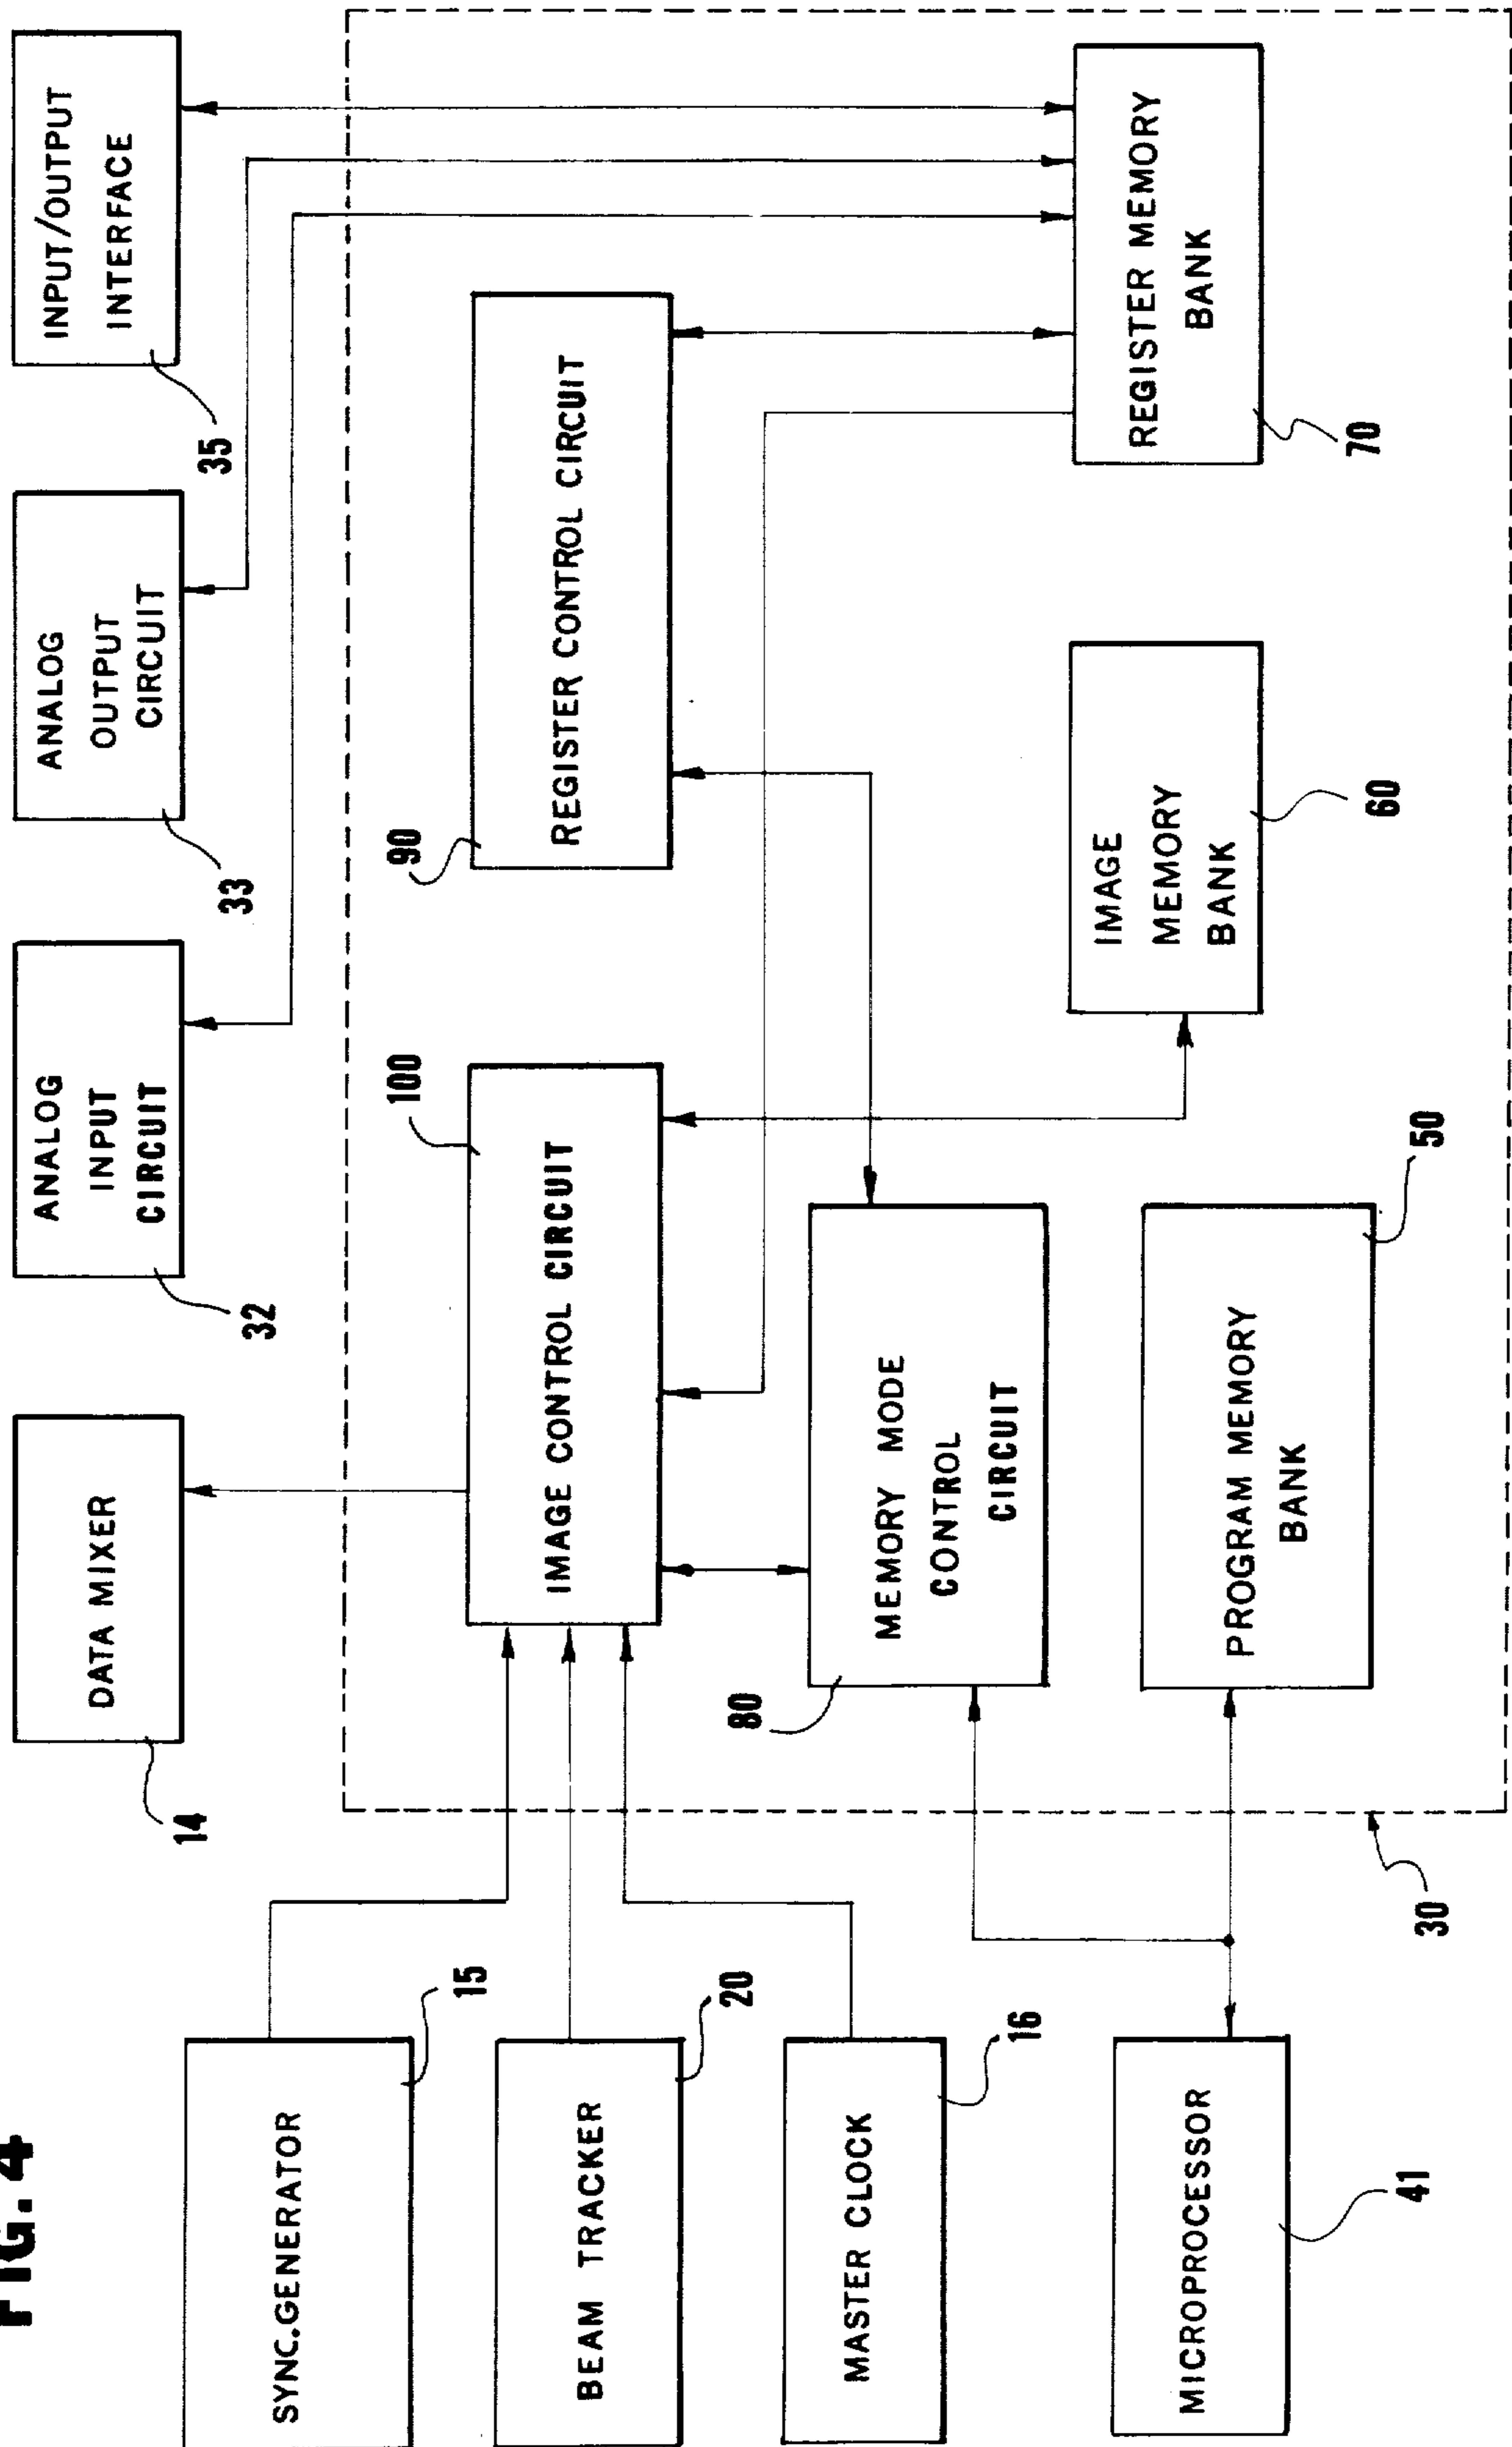 FIG. 4
SYNC. GENERATOR
15
BEAM TRACKER
20
MASTER CLOCK
16
MICROPROCESSOR
41
DATA MIXER
14
ANALOG
INPUT
CIRCUIT
32
ANALOG
OUTPUT
CIRCUIT
33
INPUT/OUTPUT
INTERFACE
35
IMAGE CONTROL CIRCUIT
100
REGISTER CONTROL CIRCUIT
90
MEMORY MODE
CONTROL
CIRCUIT
80
PROGRAM MEMORY
BANK
50
IMAGE
MEMORY
BANK
60
REGISTER MEMORY
BANK
70
30